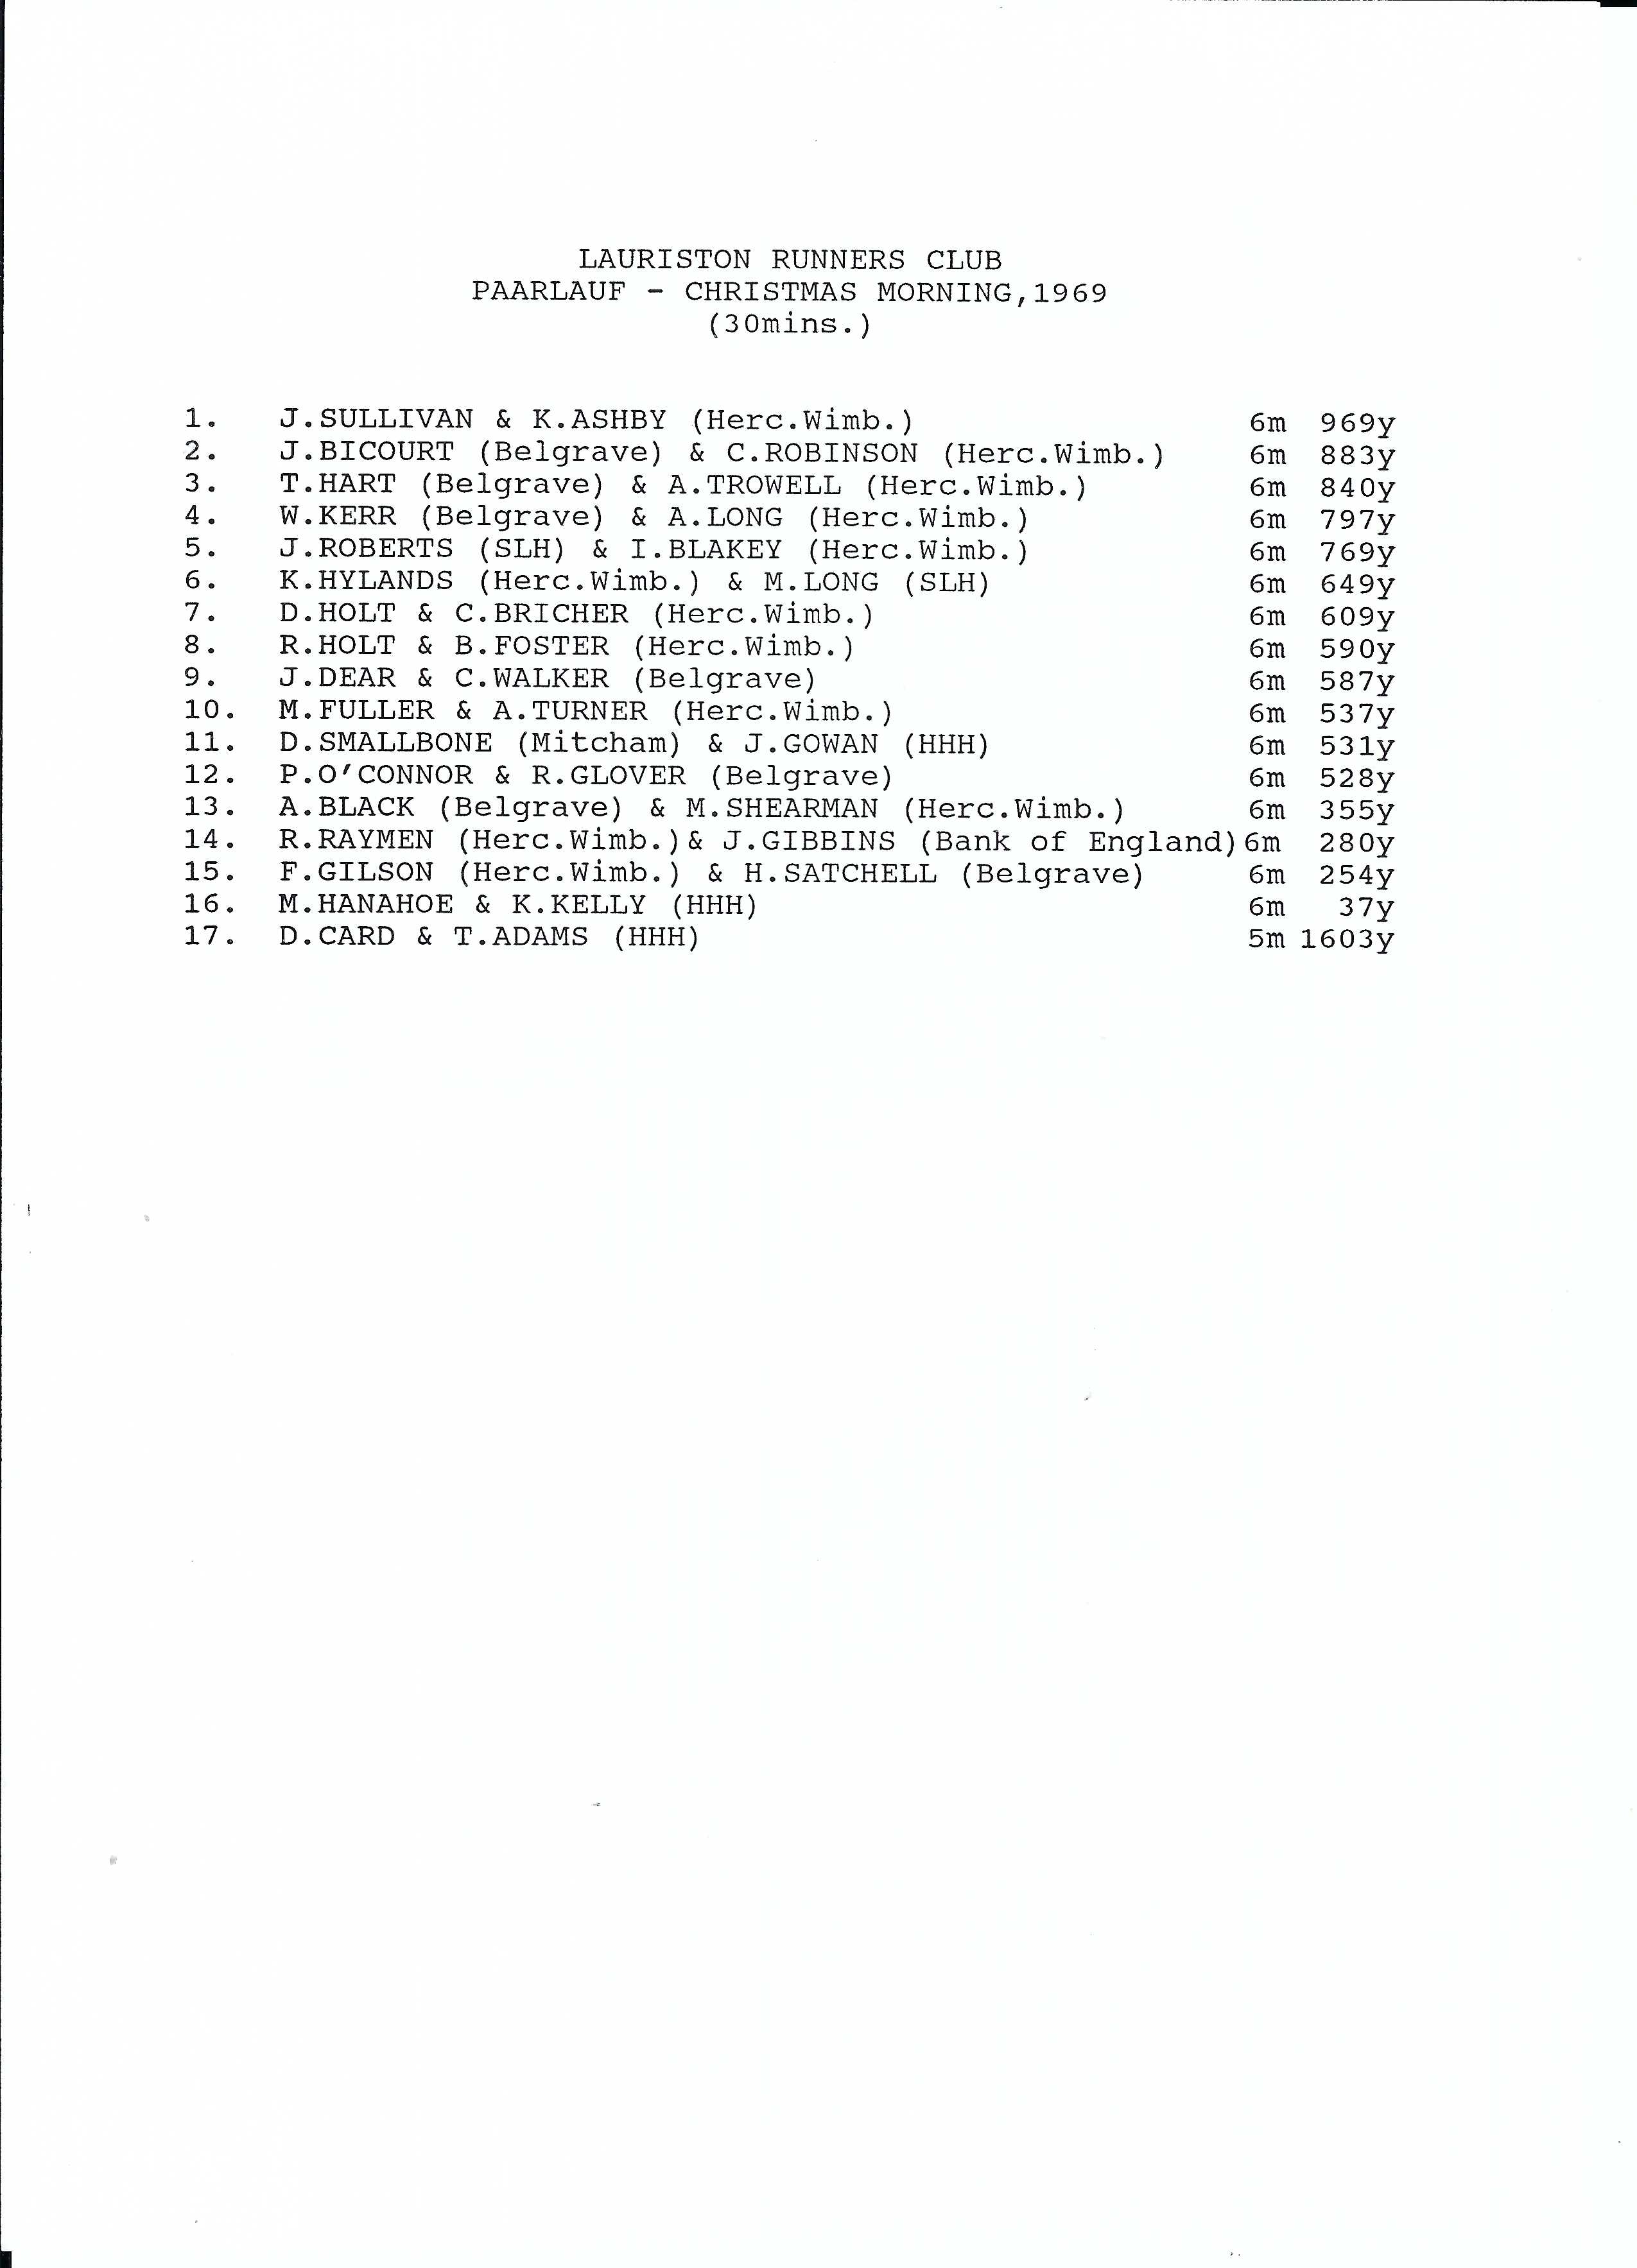 LAURISTON RUNNERS CLUB
PAARLAUF - CHRISTMAS MORNING,1969
(30mins.)
1. J.SULLIVAN & K.ASHBY (Herc.Wimb.) 6m 969y
2. J.BICOURT (Belgrave) & C.ROBINSON (Herc.Wimb.) 6m 883y
3. T.HART (Belgrave) & A.TROWELL (Herc.Wimb.) 6m 840y
4. W.KERR (Belgrave) & A.LONG (Herc.Wimb.) 6m 797y
5. J.ROBERTS (SLH) & I.BLAKEY (Herc.Wimb.) 6m 769y
6. K.HYLANDS (Herc.Wimb.) & M.LONG (SLH) 6m 649y
7. D.HOLT & C.BRICHER (Herc.Wimb.) 6m 609y
8. R.HOLT & B.FOSTER (Herc.Wimb.) 6m 590y
9. J.DEAR & C.WALKER (Belgrave) 6m 587y
10. M.FULLER & A.TURNER (Herc.Wimb.) 6m 537y
11. D.SMALLBONE (Mitcham) & J.GOWAN (HHH) 6m 531y
12. P.O'CONNOR & R.GLOVER (Belgrave) 6m 528y
13. A.BLACK (Belgrave) & M.SHEARMAN (Herc.Wimb.) 6m 355y
14. R.RAYMEN (Herc.Wimb.)& J.GIBBINS (Bank of England)6m 280y
15. F.GILSON (Herc.Wimb.) & H.SATCHELL (Belgrave) 6m 254y
16. M.HANAHOE & K.KELLY (HHH) 6m 37y
17. D.CARD & T.ADAMS (HHH) 5m 1603y